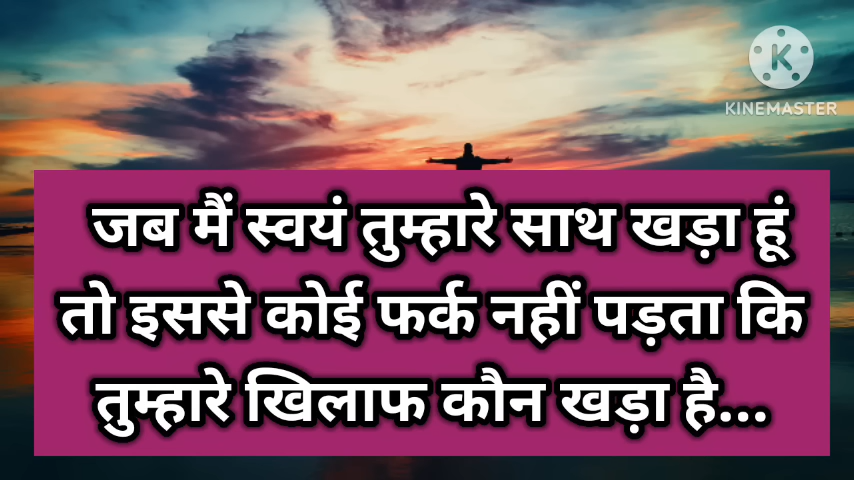 KINEMASTER
जब मैं स्वयं तुम्हारे साथ खड़ा हूं
तो इससे कोई फर्क नहीं पड़ता कि
तुम्हारे खिलाफ कौन खड़ा है...